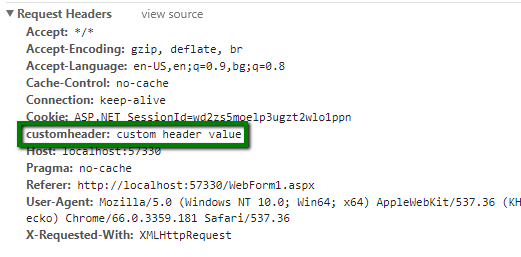 Request Headers view source
Accept: */*
Accept-Encoding: gzip, deflate, br
Accept-Language: en-US,en;q=0.9,bg;q=0.8
Cache-Control: no-cache
Connection: keep-alive
Cookie: ASP.NET_SessionId=wd2zs5moelp3ugzt2wlo1ppn
customheader: custom header value
Host: localhost:57330
Pragma: no-cache
Referer: http://localhost:57330/WebForm1.aspx
User-Agent: Mozilla/5.0 (Windows NT 10.0; Win64; x64) AppleWebKit/537.36 (KH
ecko) Chrome/66.0.3359.181 Safari/537.36
X-Requested-With: XMLHttpRequest